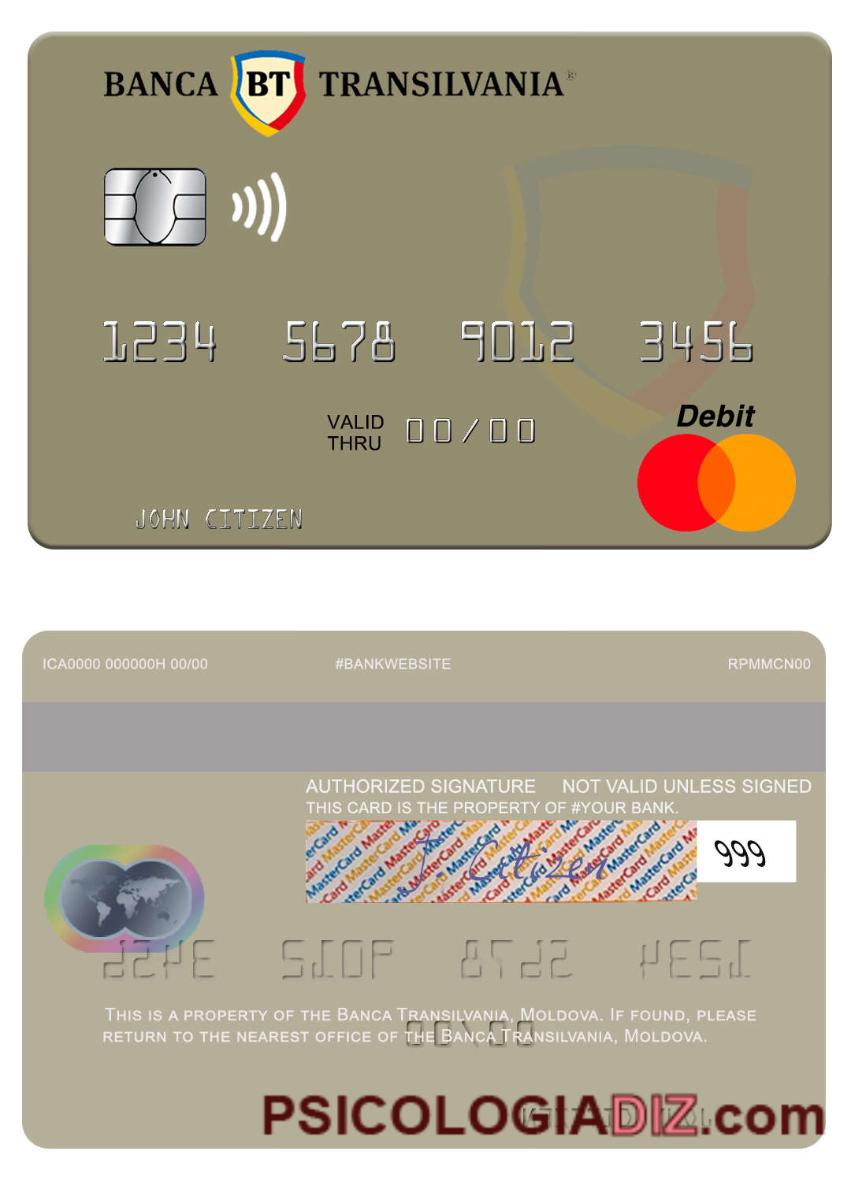 BANCA BT TRANSILVANIA®
1234 5678 9012 3456
Debit
VALID
THRU 00/00
JOHN CITIZEN
ICA0000 000000H 00/00 #BANKWEBSITE RPMMCN00
AUTHORIZED SIGNATURE NOT VALID UNLESS SIGNED
THIS CARD IS THE PROPERTY OF #YOUR BANK.
MasterCard MasterCard MasterCard
J. Citizen 999
THIS IS A PROPERTY OF THE BANCA TRANSILVANIA, MOLDOVA. IF FOUND, PLEASE
RETURN TO THE NEAREST OFFICE OF THE BANCA TRANSILVANIA, MOLDOVA.
PSICOLOGIADIZ.com